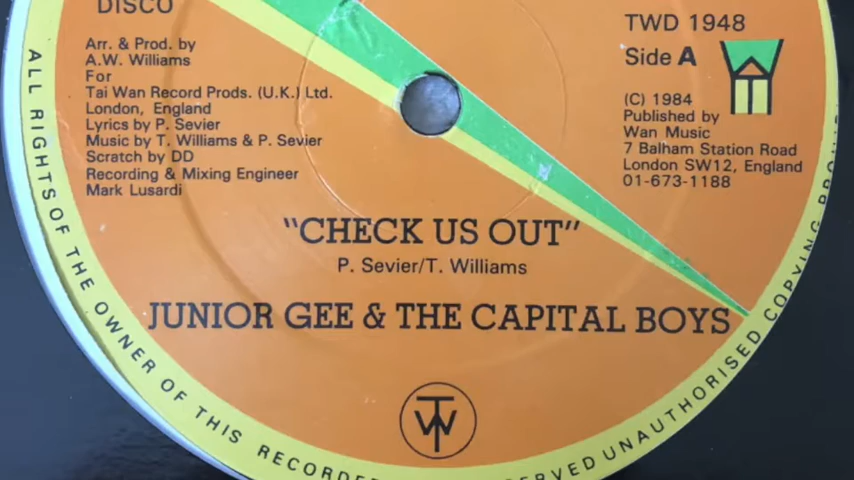 DISCO
Arr. & Prod. by
A.W. Williams
For
Tai Wan Record Prods. (U.K.) Ltd.
London, England
Lyrics by P. Sevier
Music by T. Williams & P. Sevier
Scratch by DD
Recording & Mixing Engineer
Mark Lusardi
TWD 1948
Side A
(C) 1984
Published by
Wan Music
7 Balham Station Road
London SW12, England
01-673-1188
"CHECK US OUT"
P. Sevier/T. Williams
JUNIOR GEE & THE CAPITAL BOYS
TW
ALL RIGHTS OF THE OWNER OF THIS
UNAUTHORISED COPYING